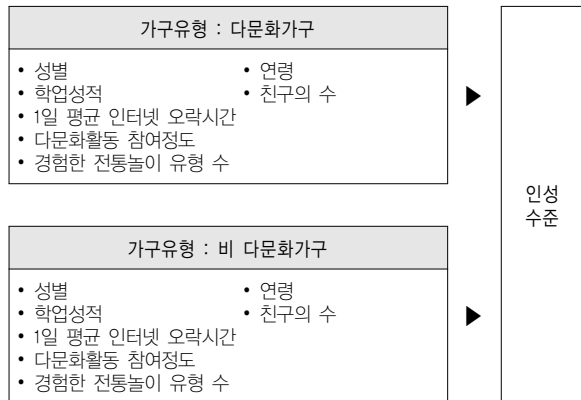 가구유형 : 다문화가구
• 성별 • 연령
• 학업성적 • 친구의 수
• 1일 평균 인터넷 오락시간
• 다문화활동 참여정도
• 경험한 전통놀이 유형 수
인성
수준
가구유형 : 비 다문화가구
• 성별 • 연령
• 학업성적 • 친구의 수
• 1일 평균 인터넷 오락시간
• 다문화활동 참여정도
• 경험한 전통놀이 유형 수